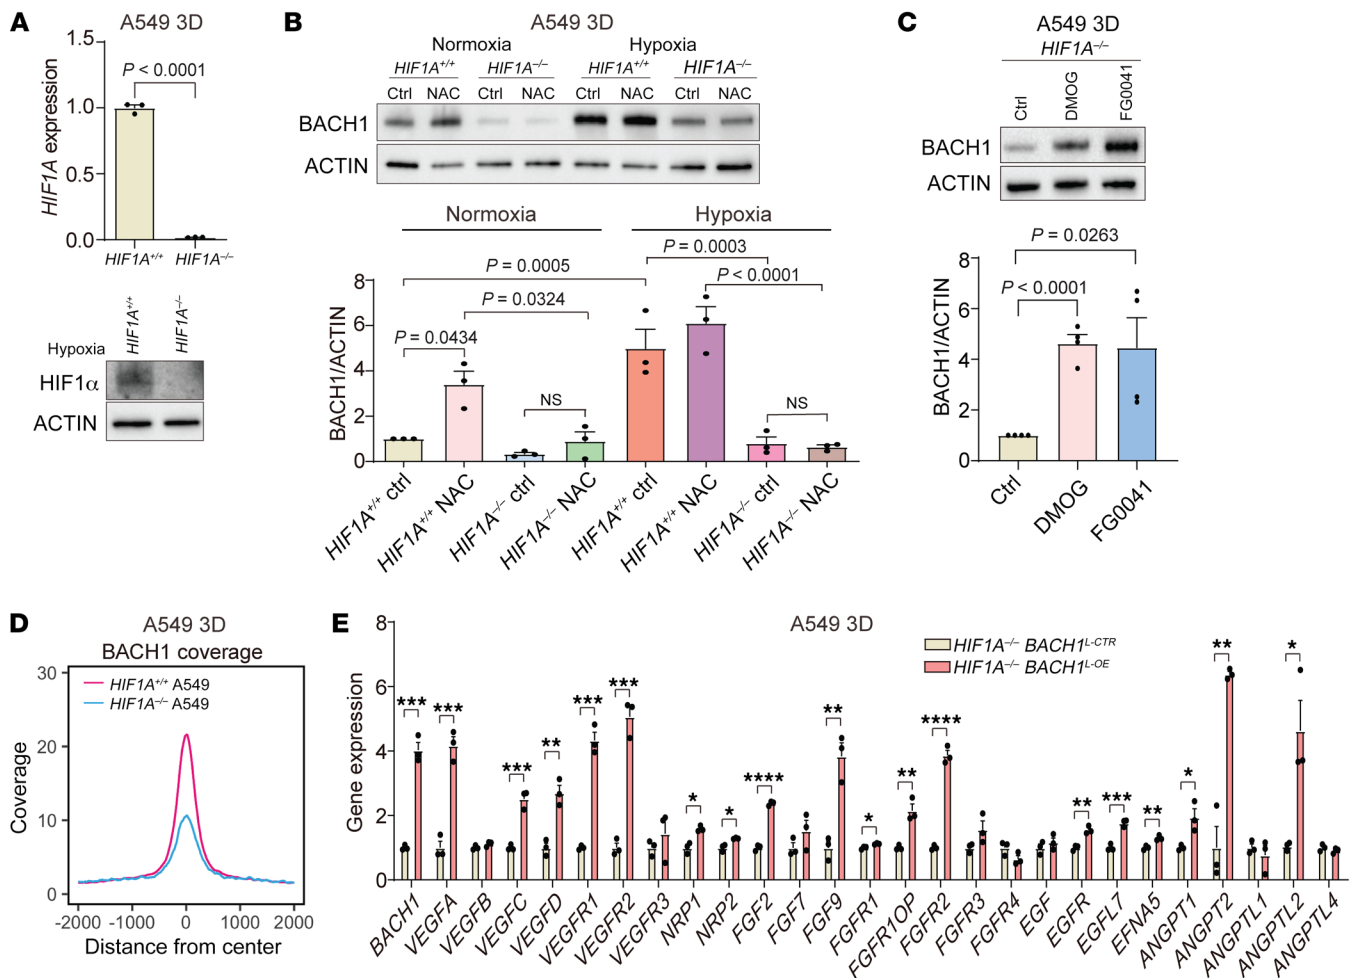 A
A549 3D
1.5
1.0
0.5
0.0
HIF1A expression
P < 0.0001
HIF1A+/+ HIF1A–/–
Hypoxia
HIF1A+/+
HIF1A–/–
HIF1α
ACTIN
B
A549 3D
Normoxia Hypoxia
HIF1A+/+ HIF1A–/– HIF1A+/+ HIF1A–/–
Ctrl NAC Ctrl NAC Ctrl NAC Ctrl NAC
BACH1
ACTIN
Normoxia Hypoxia
P = 0.0003
P = 0.0005 P < 0.0001
P = 0.0324
P = 0.0434
NS
NS
8
6
4
2
0
BACH1/ACTIN
HIF1A+/+ ctrl
HIF1A+/+ NAC
HIF1A–/– ctrl
HIF1A–/– NAC
HIF1A+/+ ctrl
HIF1A+/+ NAC
HIF1A–/– ctrl
HIF1A–/– NAC
C
A549 3D
HIF1A–/–
Ctrl
DMOG
FG0041
BACH1
ACTIN
P = 0.0263
P < 0.0001
8
6
4
2
0
BACH1/ACTIN
Ctrl
DMOG
FG0041
D
A549 3D
BACH1 coverage
HIF1A+/+ A549
HIF1A–/– A549
30
20
10
0
Coverage
-2000 -1000 0 1000 2000
Distance from center
E
A549 3D
HIF1A–/– BACH1L-CTR
HIF1A–/– BACH1L-OE
8
6
4
2
0
Gene expression
***
***
***
**
***
***
*
*
****
**
*
**
****
**
***
**
*
**
*
BACH1
VEGFA
VEGFB
VEGFC
VEGFD
VEGFR1
VEGFR2
VEGFR3
NRP1
NRP2
FGF2
FGF7
FGF9
FGFR1
FGFR1OP
FGFR2
FGFR3
FGFR4
EGF
EGFR
EGFL7
EFNA5
ANGPT1
ANGPT2
ANGPTL1
ANGPTL2
ANGPTL4